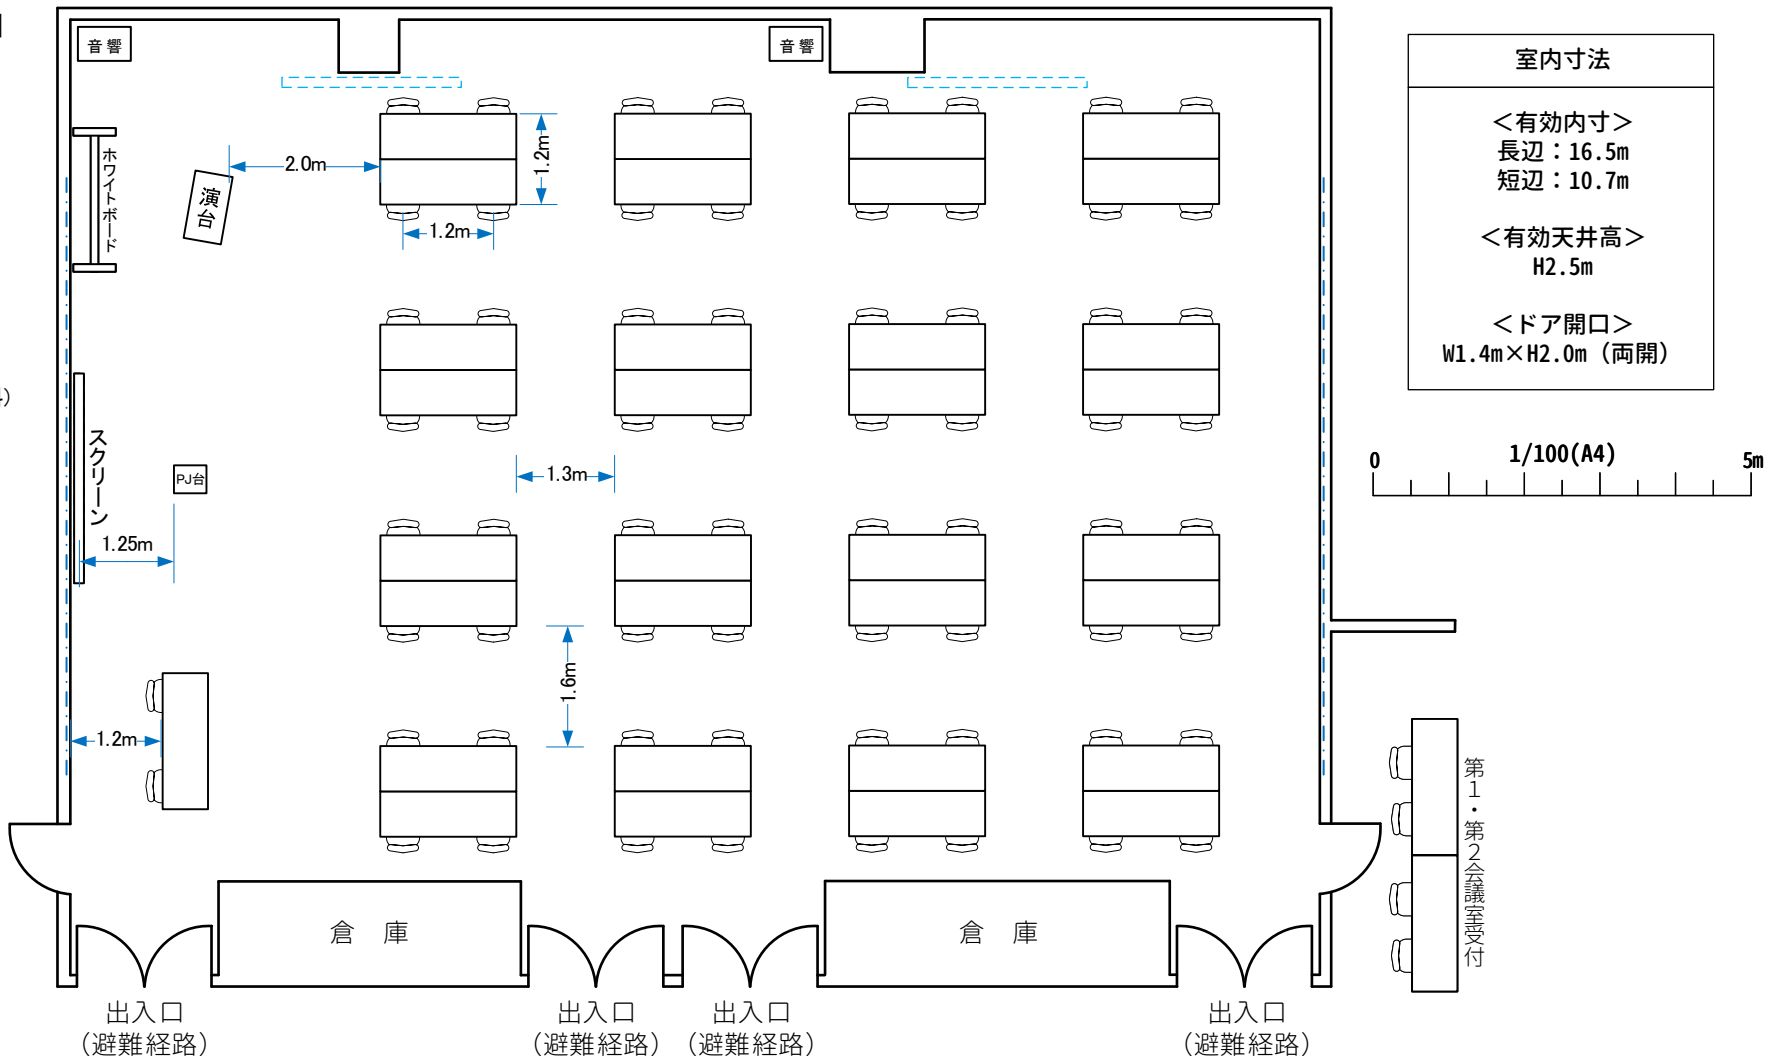 音響
音響
ホワイトボード
演台
2.0m
1.2m
1.2m
スクリーン
PJ台
1.25m
1.3m
1.6m
1.2m
倉 庫
倉 庫
出入口
(避難経路)
出入口
(避難経路)
出入口
(避難経路)
出入口
(避難経路)
室内寸法
＜有効内寸＞
長辺：16.5m
短辺：10.7m
＜有効天井高＞
H2.5m
＜ドア開口＞
W1.4m×H2.0m（両開）
1/100(A4)
0
5m
第1・第2会議室受付